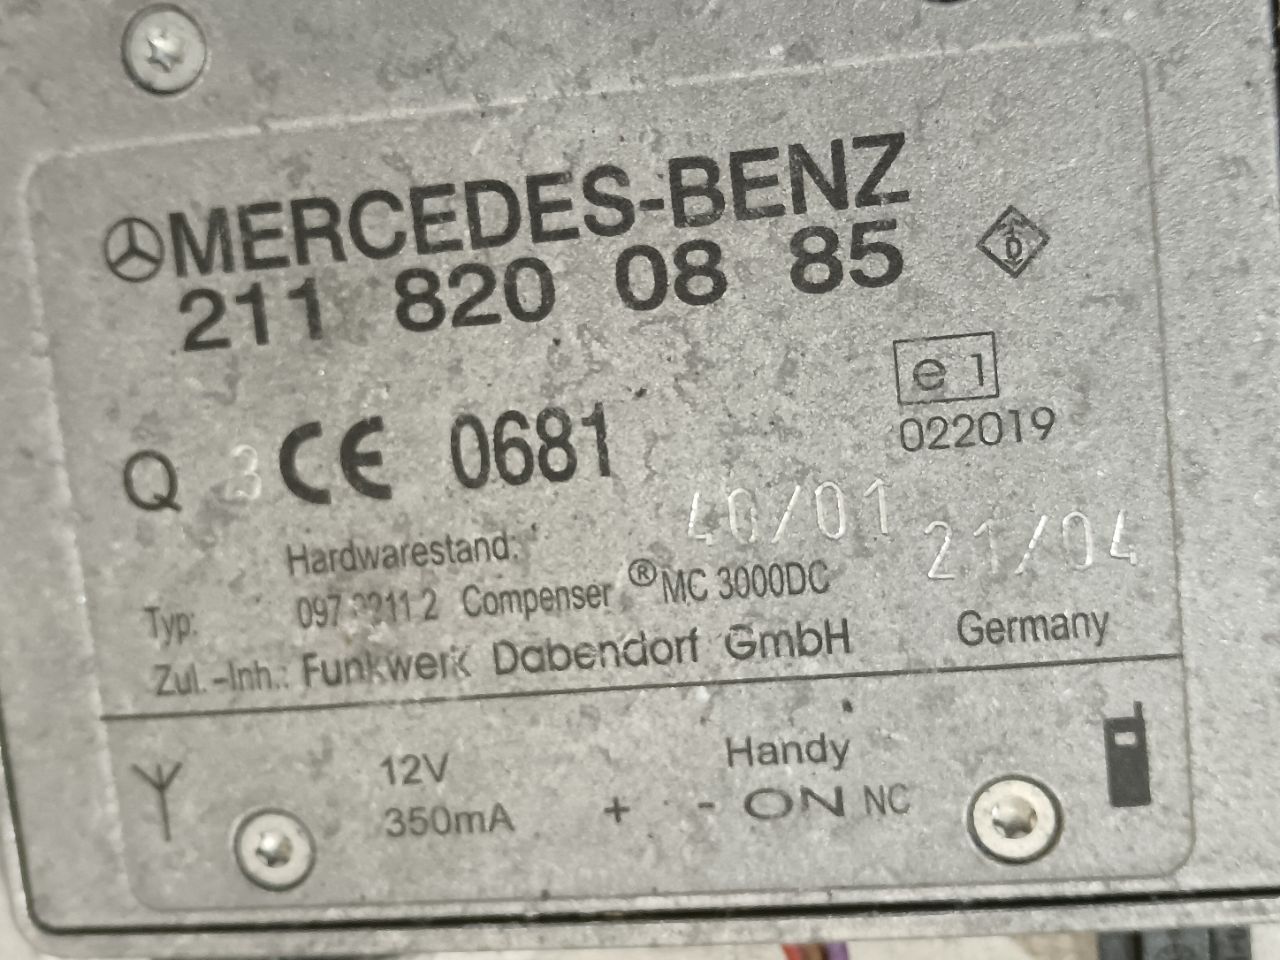 MERCEDES-BENZ
211 820 08 85
e 1
022019
Q 3 CE 0681
Hardwarestand: 40/01 21/04
Typ: Compenser ® MC 3000DC
Zul.-Inh.: Funkwerk Dabendorf GmbH Germany
12V Handy
350mA + - ON NC